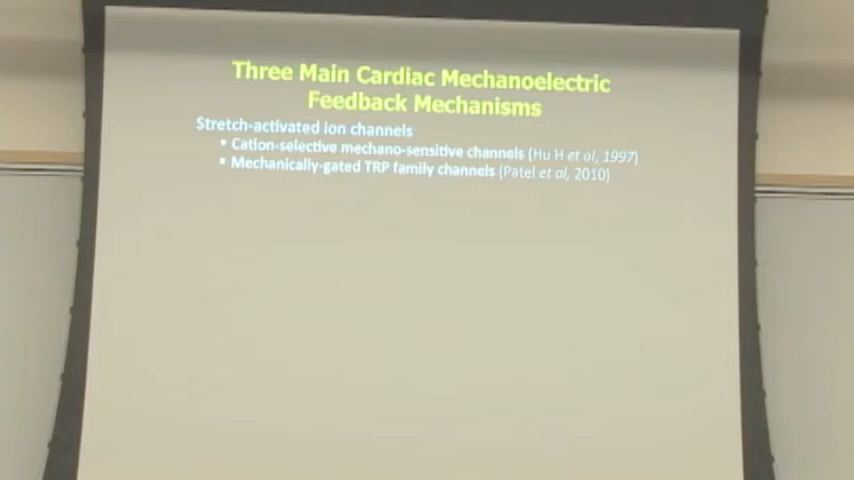 Three Main Cardiac Mechanoelectric
Feedback Mechanisms
Stretch-activated ion channels
• Cation-selective mechano-sensitive channels (Hu H et al, 1997)
• Mechanically-gated TRP family channels (Patel et al, 2010)